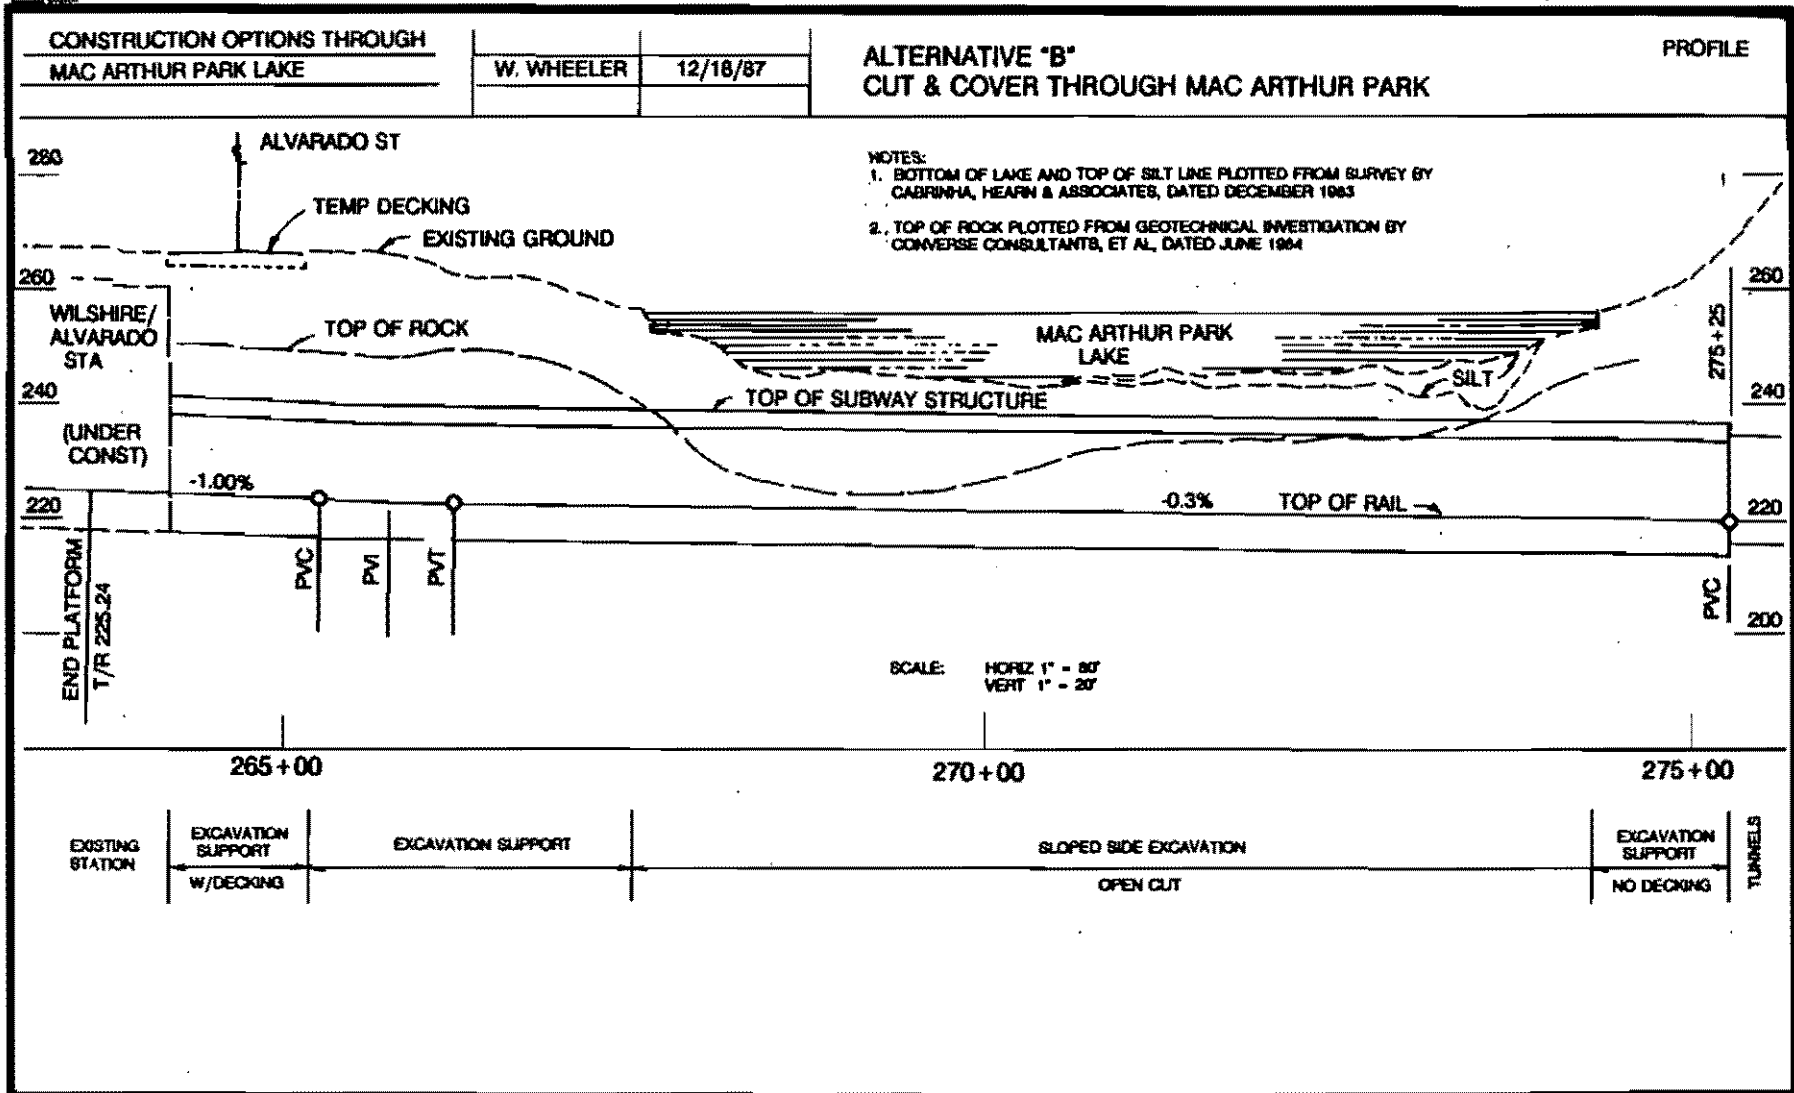 CONSTRUCTION OPTIONS THROUGH
MAC ARTHUR PARK LAKE
W. WHEELER
12/18/87
ALTERNATIVE "B"
CUT & COVER THROUGH MAC ARTHUR PARK
PROFILE
NOTES:
1. BOTTOM OF LAKE AND TOP OF SILT LINE PLOTTED FROM SURVEY BY
CABRINHA, HEARN & ASSOCIATES, DATED DECEMBER 1983
2. TOP OF ROCK PLOTTED FROM GEOTECHNICAL INVESTIGATION BY
CONVERSE CONSULTANTS, ET AL, DATED JUNE 1984
280
ALVARADO ST
TEMP DECKING
EXISTING GROUND
260
260
WILSHIRE/
ALVARADO
STA
TOP OF ROCK
MAC ARTHUR PARK
LAKE
275+25
SILT
240
TOP OF SUBWAY STRUCTURE
240
(UNDER
CONST)
-1.00%
220
-0.3%
TOP OF RAIL
220
END PLATFORM
T/R 225.24
PVC
PVI
PVT
PVC
200
SCALE:
HORIZ 1" = 80'
VERT 1" = 20'
265+00
270+00
275+00
EXISTING
STATION
EXCAVATION
SUPPORT
W/DECKING
EXCAVATION SUPPORT
SLOPED SIDE EXCAVATION
OPEN CUT
EXCAVATION
SUPPORT
NO DECKING
TUNNELS